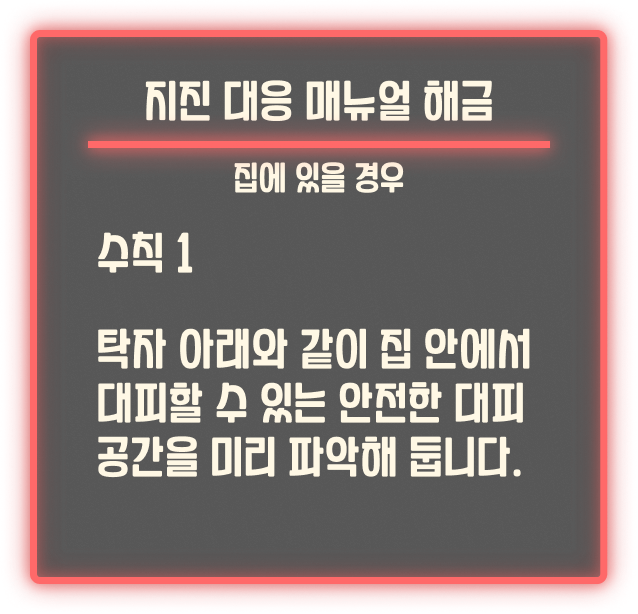 지진 대응 매뉴얼 해금
집에 있을 경우
수칙 1
탁자 아래와 같이 집 안에서
대피할 수 있는 안전한 대피
공간을 미리 파악해 둡니다.